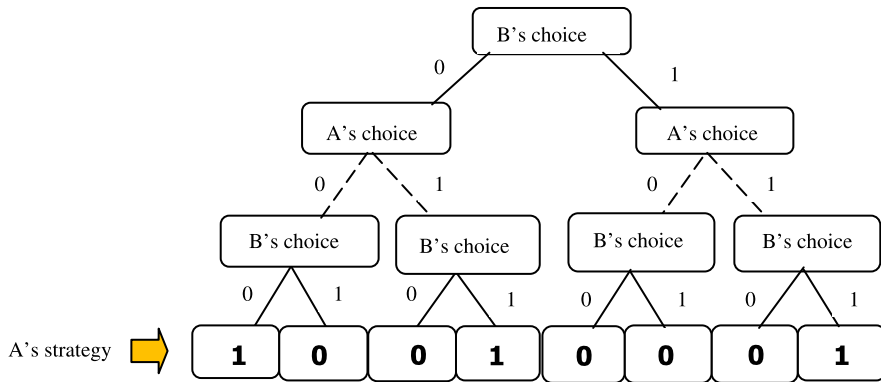 B's choice
0 1
A's choice A's choice
0 1 0 1
B's choice B's choice B's choice B's choice
0 1 0 1 0 1 0 1
A's strategy 1 0 0 1 0 0 0 1